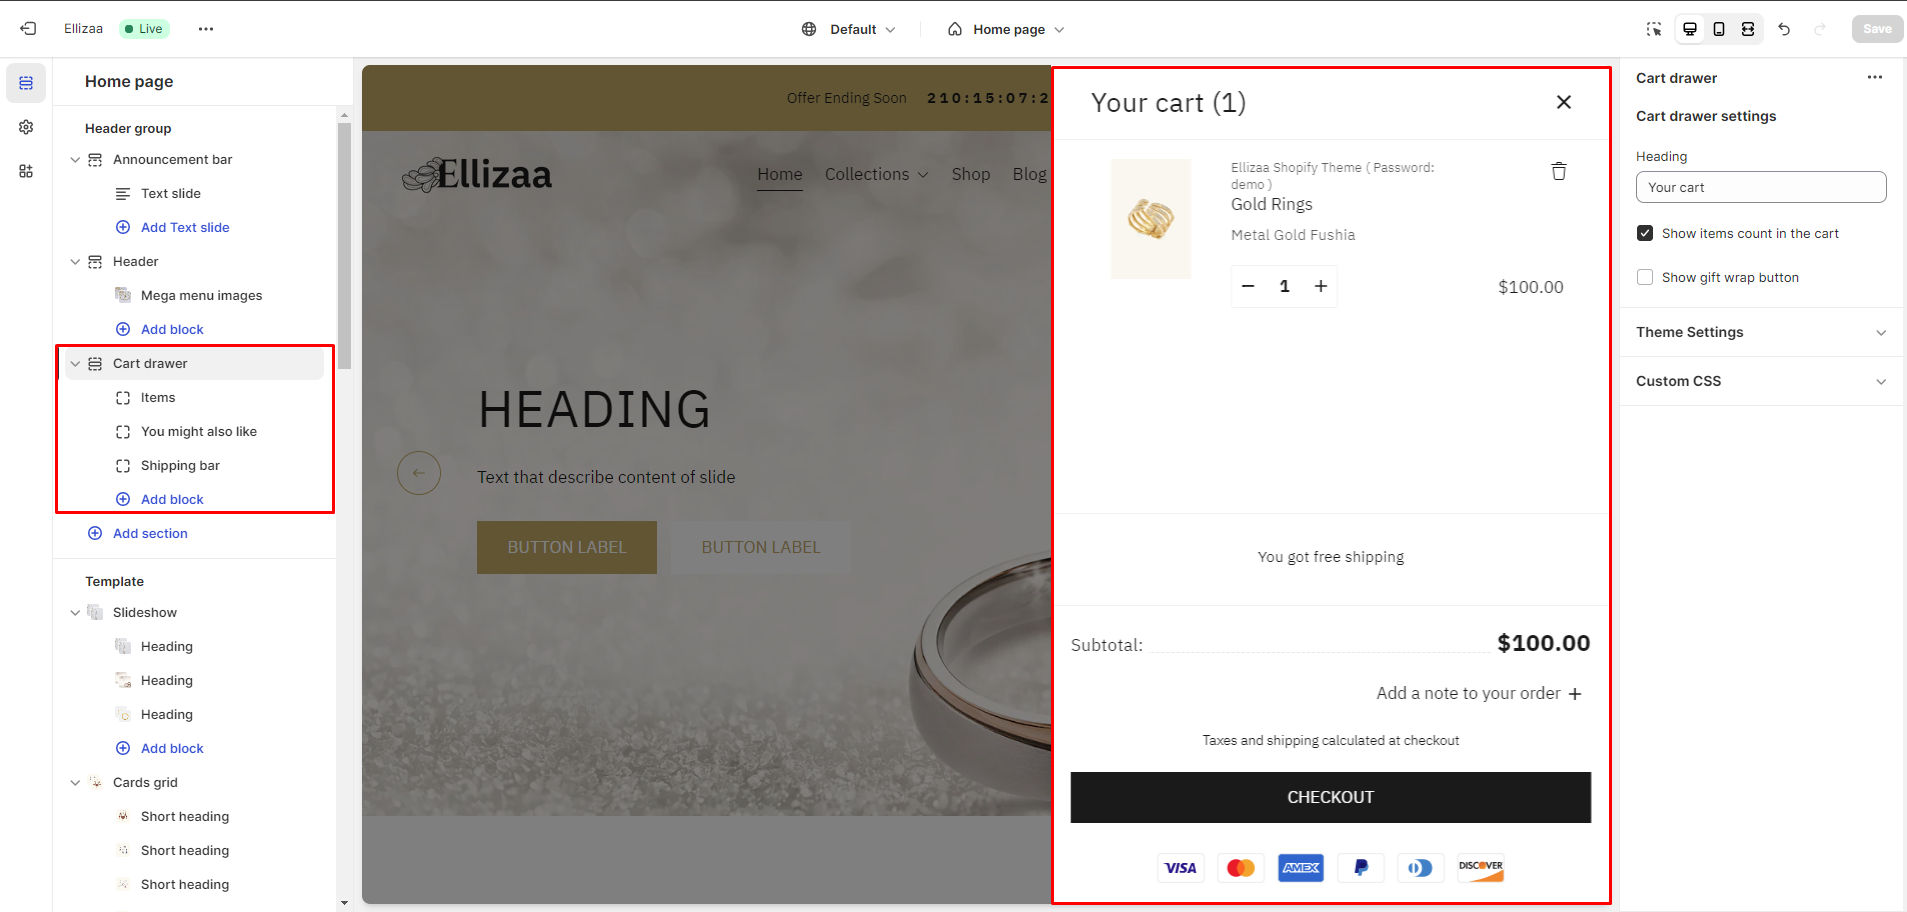 Ellizaa
Live
Default
Home page
Save
Home page
Header group
Announcement bar
Text slide
Add Text slide
Header
Mega menu images
Add block
Cart drawer
Items
You might also like
Shipping bar
Add block
Add section
Template
Slideshow
Heading
Heading
Heading
Add block
Cards grid
Short heading
Short heading
Short heading
Offer Ending Soon 210:15:07:2
Ellizaa
Home Collections Shop Blog
HEADING
Text that describe content of slide
BUTTON LABEL BUTTON LABEL
Your cart (1)
Ellizaa Shopify Theme ( Password:
demo )
Gold Rings
Metal Gold Fushia
− 1 +
$100.00
You got free shipping
Subtotal: $100.00
Add a note to your order +
Taxes and shipping calculated at checkout
CHECKOUT
VISA AMEX DISCOVER
Cart drawer
Cart drawer settings
Heading
Your cart
Show items count in the cart
Show gift wrap button
Theme Settings
Custom CSS